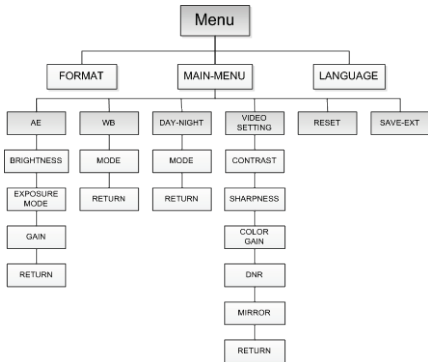 Menu
FORMAT
MAIN-MENU
LANGUAGE
AE
WB
DAY-NIGHT
VIDEO
SETTING
RESET
SAVE-EXT
BRIGHTNESS
MODE
MODE
CONTRAST
EXPOSURE
MODE
RETURN
RETURN
SHARPNESS
GAIN
COLOR
GAIN
RETURN
DNR
MIRROR
RETURN